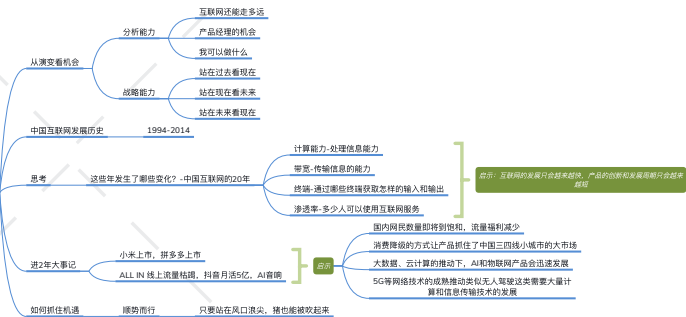 从演变看机会
分析能力
互联网还能走多远
产品经理的机会
我可以做什么
战略能力
站在过去看现在
站在现在看未来
站在未来看现在
中国互联网发展历史
1994-2014
思考
这些年发生了哪些变化? -中国互联网的20年
计算能力-处理信息能力
带宽-传输信息的能力
终端-通过哪些终端获取怎样的输入和输出
渗透率-多少人可以使用互联网服务
启示: 互联网的发展只会越来越快, 产品的创新和发展周期只会越来
越短
进2年大事记
小米上市, 拼多多上市
ALL IN 线上流量枯竭、抖音月活5亿、AI音响
启示
国内网民数量即将到饱和, 流量福利减少
消费降级的方式让产品抓住了中国三四线小城市的大市场
大数据、云计算的推动下, AI和物联网产品会迅速发展
5G等网络技术的成熟推动类似无人驾驶这类需要大量计
算和信息传输技术的发展
如何抓住机遇
顺势而行
只要站在风口浪尖, 猪也能被吹起来